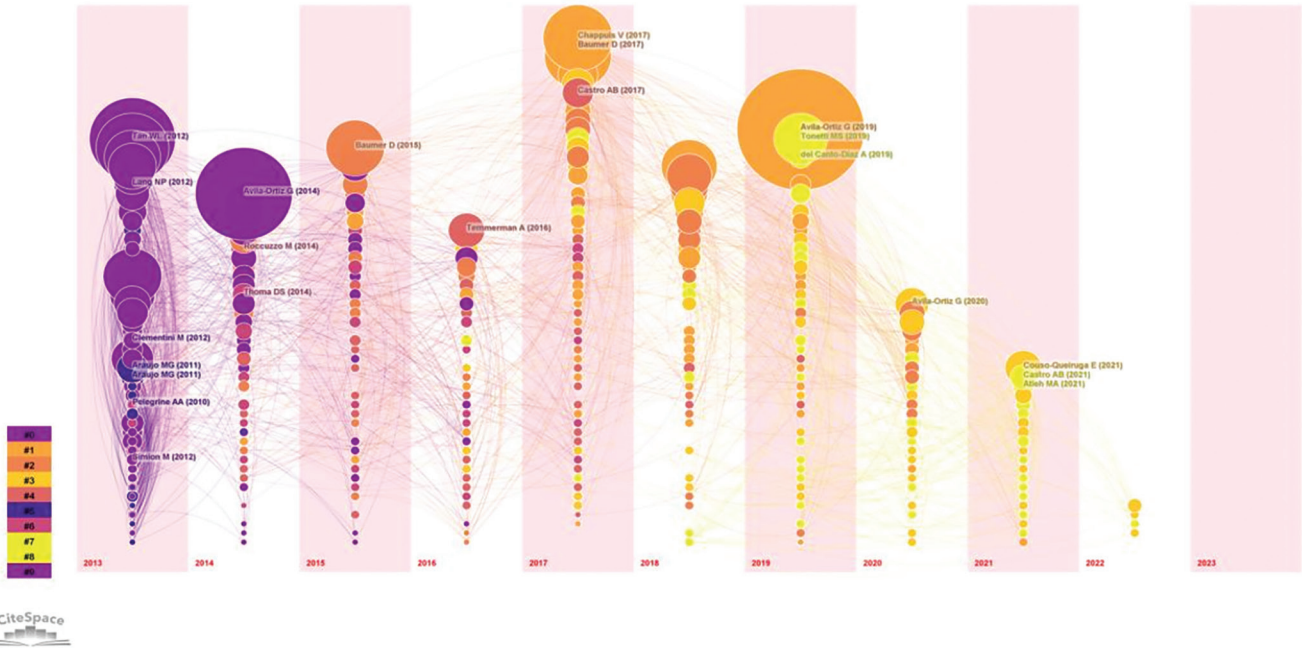 Chappuis V (2017)
Baumer D (2017)
Castro AB (2017)
Tan WL (2012)
Lang NP (2012)
Clementini M (2012)
Araujo MG (2011)
Araujo MG (2011)
Pelegrine AA (2010)
Simion M (2012)
Avila-Ortiz G (2014)
Roccuzzo M (2014)
Thoma DS (2014)
Baumer D (2015)
Temmerman A (2016)
Avila-Ortiz G (2019)
Tonetti MS (2019)
del Canto-Diaz A (2019)
Avila-Ortiz G (2020)
Couso-Queiruga E (2021)
Castro AB (2021)
Atieh MA (2021)
#0
#1
#2
#3
#4
#5
#6
#7
#8
#9
2013 2014 2015 2016 2017 2018 2019 2020 2021 2022 2023
CiteSpace